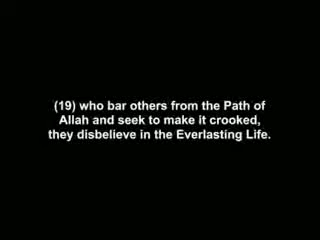 (19) who bar others from the Path of
Allah and seek to make it crooked,
they disbelieve in the Everlasting Life.